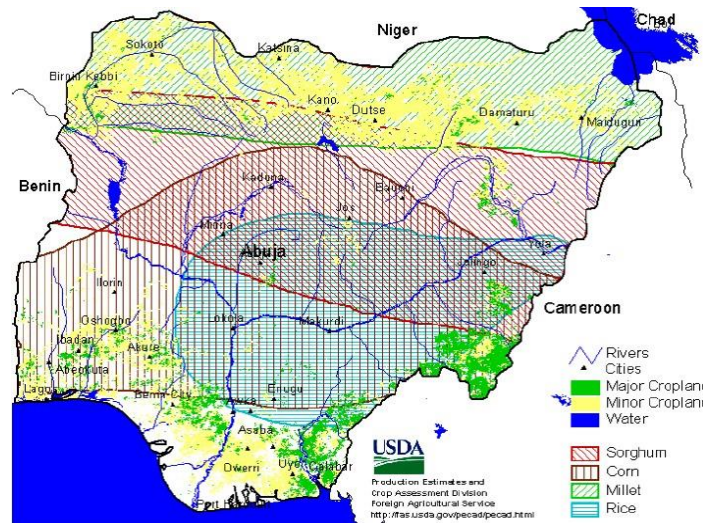 Niger
Chad
Sokoto
Katsina
Birnin Kebbi
Kano
Dutse
Damaturu
Maiduguri
Benin
Kaduna
Bauchi
Jos
Minna
Abuja
Yola
Jalingo
Ilorin
Cameroon
Oshogbo
Lokoja
Makurdi
Ibadan
Akure
Abeokuta
Lagos
Benin City
Enugu
Asaba
Owerri
Uyo
Calabar
Rivers
Cities
Major Cropland
Minor Cropland
Water
Sorghum
Corn
Millet
Rice
USDA
Production Estimates and
Crop Assessment Division
Foreign Agricultural Service
http://fas.usda.gov/pecad/pecad.html